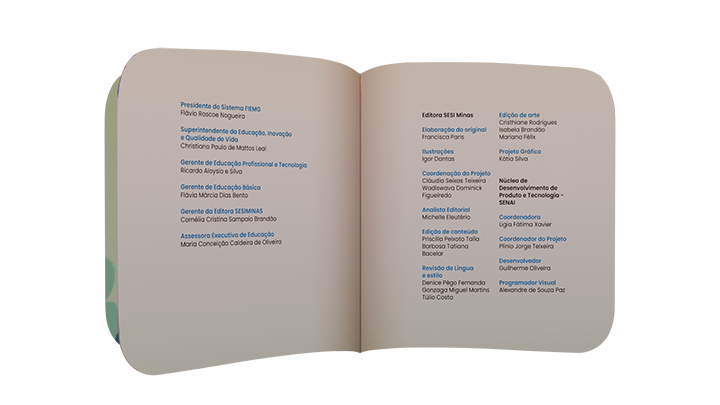 Presidente do Sistema FIEMG
Flávio Roscoe Nogueira
Superintendente da Educação, Inovação
e Qualidade de Vida
Christiano Paulo de Mattos Leal
Gerente de Educação Profissional e Tecnologia
Ricardo Aloysio e Silva
Gerente de Educação Básica
Flávia Márcia Dias Bento
Gerente da Editora SESIMINAS
Cornélia Cristina Sampaio Brandão
Assessora Executiva de Educação
Maria Conceição Caldeira de Oliveira
Editora SESI Minas
Elaboração do original
Francisca Paris
Ilustrações
Igor Dantas
Coordenação do Projeto
Cláudia Seixas Teixeira
Wadiswava Dominick
Figueiredo
Analista Editorial
Michelle Eleutério
Edição de conteúdo
Priscilla Peixoto Talla
Barbosa Tatiana
Bacelar
Revisão de Língua
e estilo
Denice Pêgo Fernanda
Gonzaga Miguel Martins
Túlio Costa
Edição de arte
Cristhiane Rodrigues
Isabela Brandão
Mariana Félix
Projeto Gráfico
Kátia Silva
Núcleo de
Desenvolvimento de
Produto e Tecnologia -
SENAI
Coordenadora
Ligia Fátima Xavier
Coordenador do Projeto
Plínio Jorge Teixeira
Desenvolvedor
Guilherme Oliveira
Programador Visual
Alexandre de Souza Paz